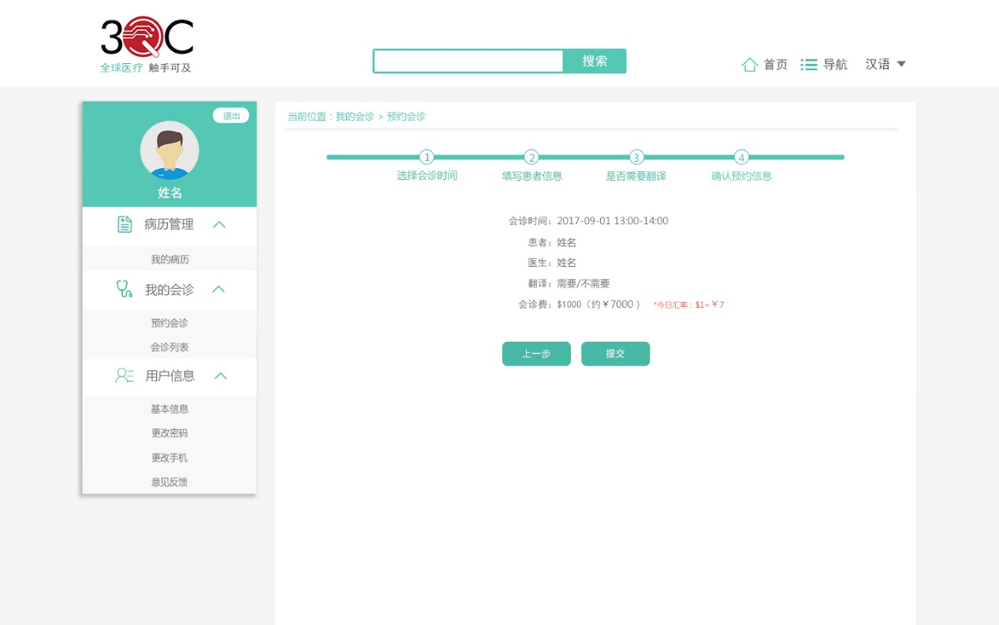 3QC
全球医疗 触手可及
搜索
首页
导航
汉语
退出
姓名
病历管理
我的病历
我的会诊
预约会诊
会诊列表
用户信息
基本信息
更改密码
更改手机
意见反馈
当前位置：我的会诊 > 预约会诊
1 2 3 4
选择会诊时间 填写患者信息 是否需要翻译 确认预约信息
会诊时间：2017-09-01 13:00-14:00
患者：姓名
医生：姓名
翻译：需要/不需要
会诊费：$1000（约￥7000 ） *今日汇率：$1=￥7
上一步 提交